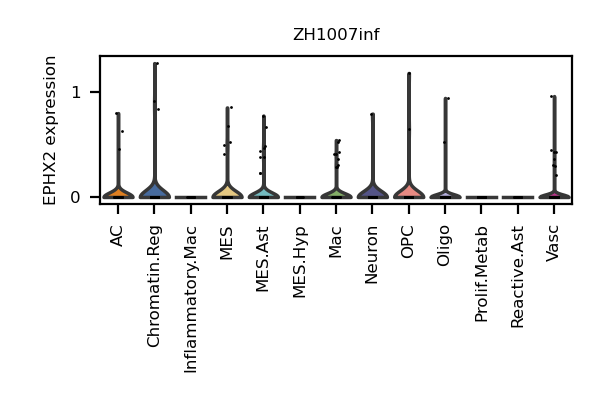 ZH1007inf
EPHX2 expression
1
0
AC
Chromatin.Reg
Inflammatory.Mac
MES
MES.Ast
MES.Hyp
Mac
Neuron
OPC
Oligo
Prolif.Metab
Reactive.Ast
Vasc